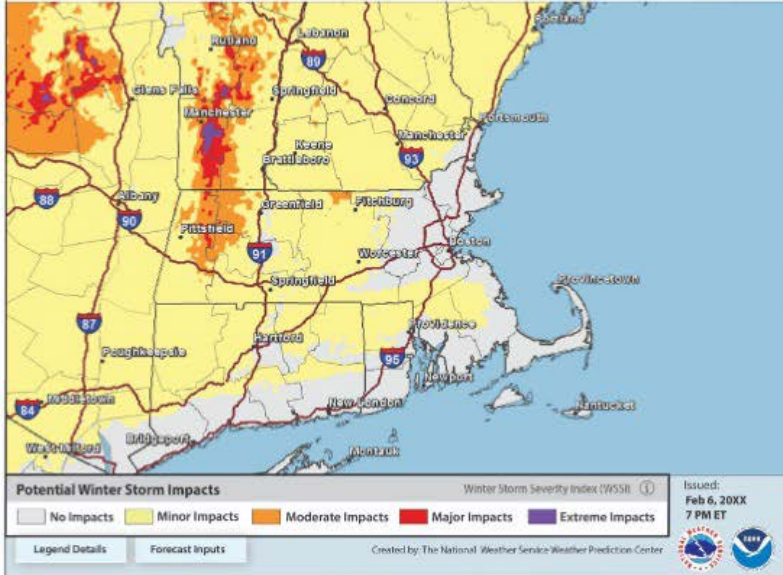 Portland
Rutland
Lebanon
89
Glens Falls
Springfield
Concord
Manchester
Portsmouth
Manchester
Keene
93
Brattleboro
88
Albany
90
Greenfield
Fitchburg
Pittsfield
Boston
91
Worcester
Springfield
Provincetown
87
Hartford
Providence
Poughkeepsie
95
Newport
84
Middletown
New London
Nantucket
Bridgeport
West Milford
Montauk
Potential Winter Storm Impacts
Winter Storm Severity Index (WSSI) i
No Impacts
Minor Impacts
Moderate Impacts
Major Impacts
Extreme Impacts
Issued:
Feb 6, 20XX
7 PM ET
Legend Details
Forecast Inputs
Created by: The National Weather Service Weather Prediction Center
NATIONAL WEATHER SERVICE
NOAA